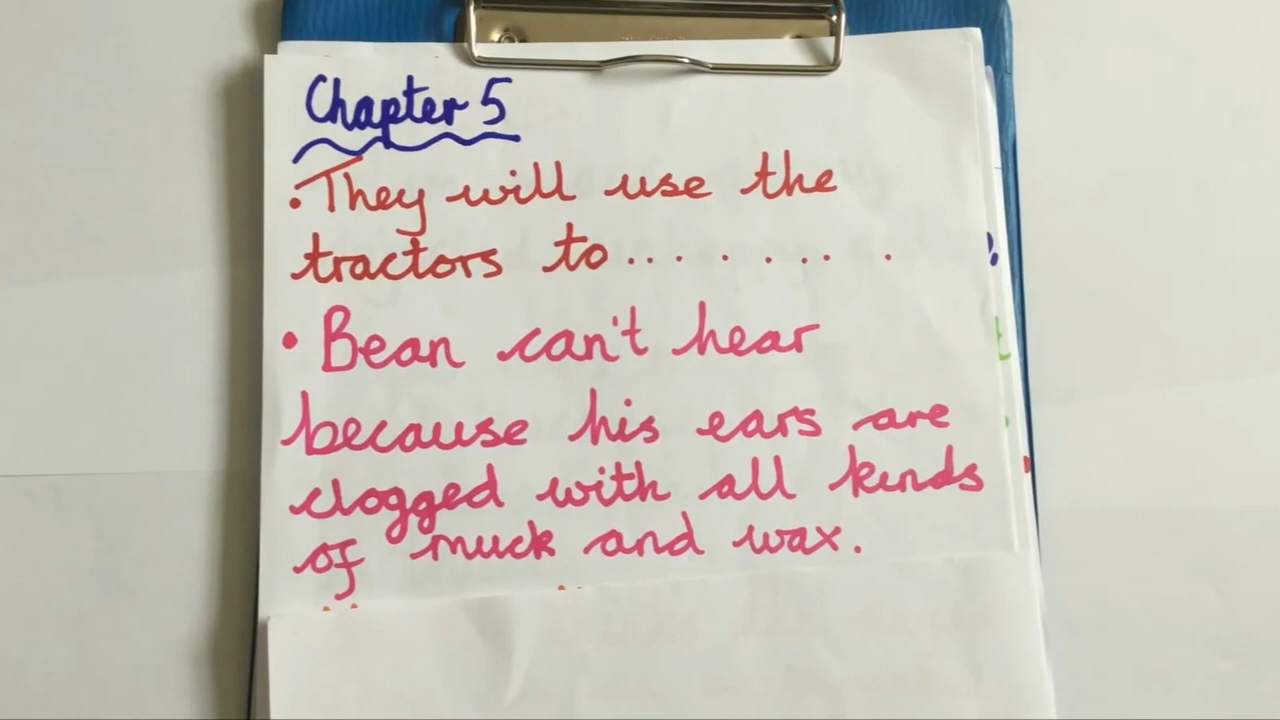 Chapter 5
• They will use the
tractors to . . . . . . . . .
• Bean can't hear
because his ears are
clogged with all kinds
of muck and wax.